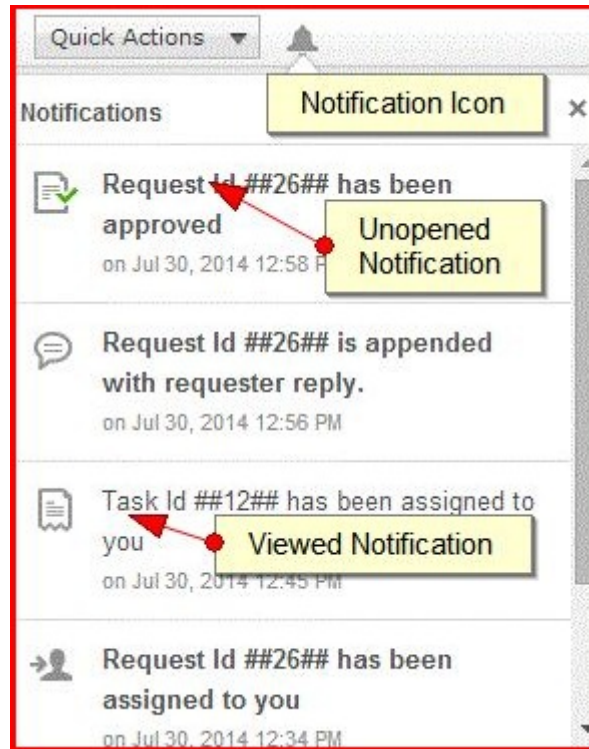 Quick Actions
Notification Icon
Notifications
Request Id ##26## has been
approved
on Jul 30, 2014 12:58
Unopened
Notification
Request Id ##26## is appended
with requester reply.
on Jul 30, 2014 12:56 PM
Task Id ##12## has been assigned to
you
Viewed Notification
on Jul 30, 2014 12:45 PM
Request Id ##26## has been
assigned to you
on Jul 30, 2014 12:34 PM